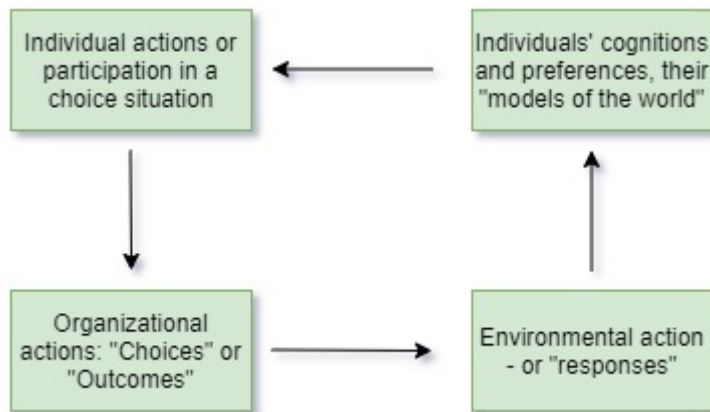 Individual actions or
participation in a
choice situation
Individuals' cognitions
and preferences, their
"models of the world"
Organizational
actions: "Choices" or
"Outcomes"
Environmental action
- or "responses"